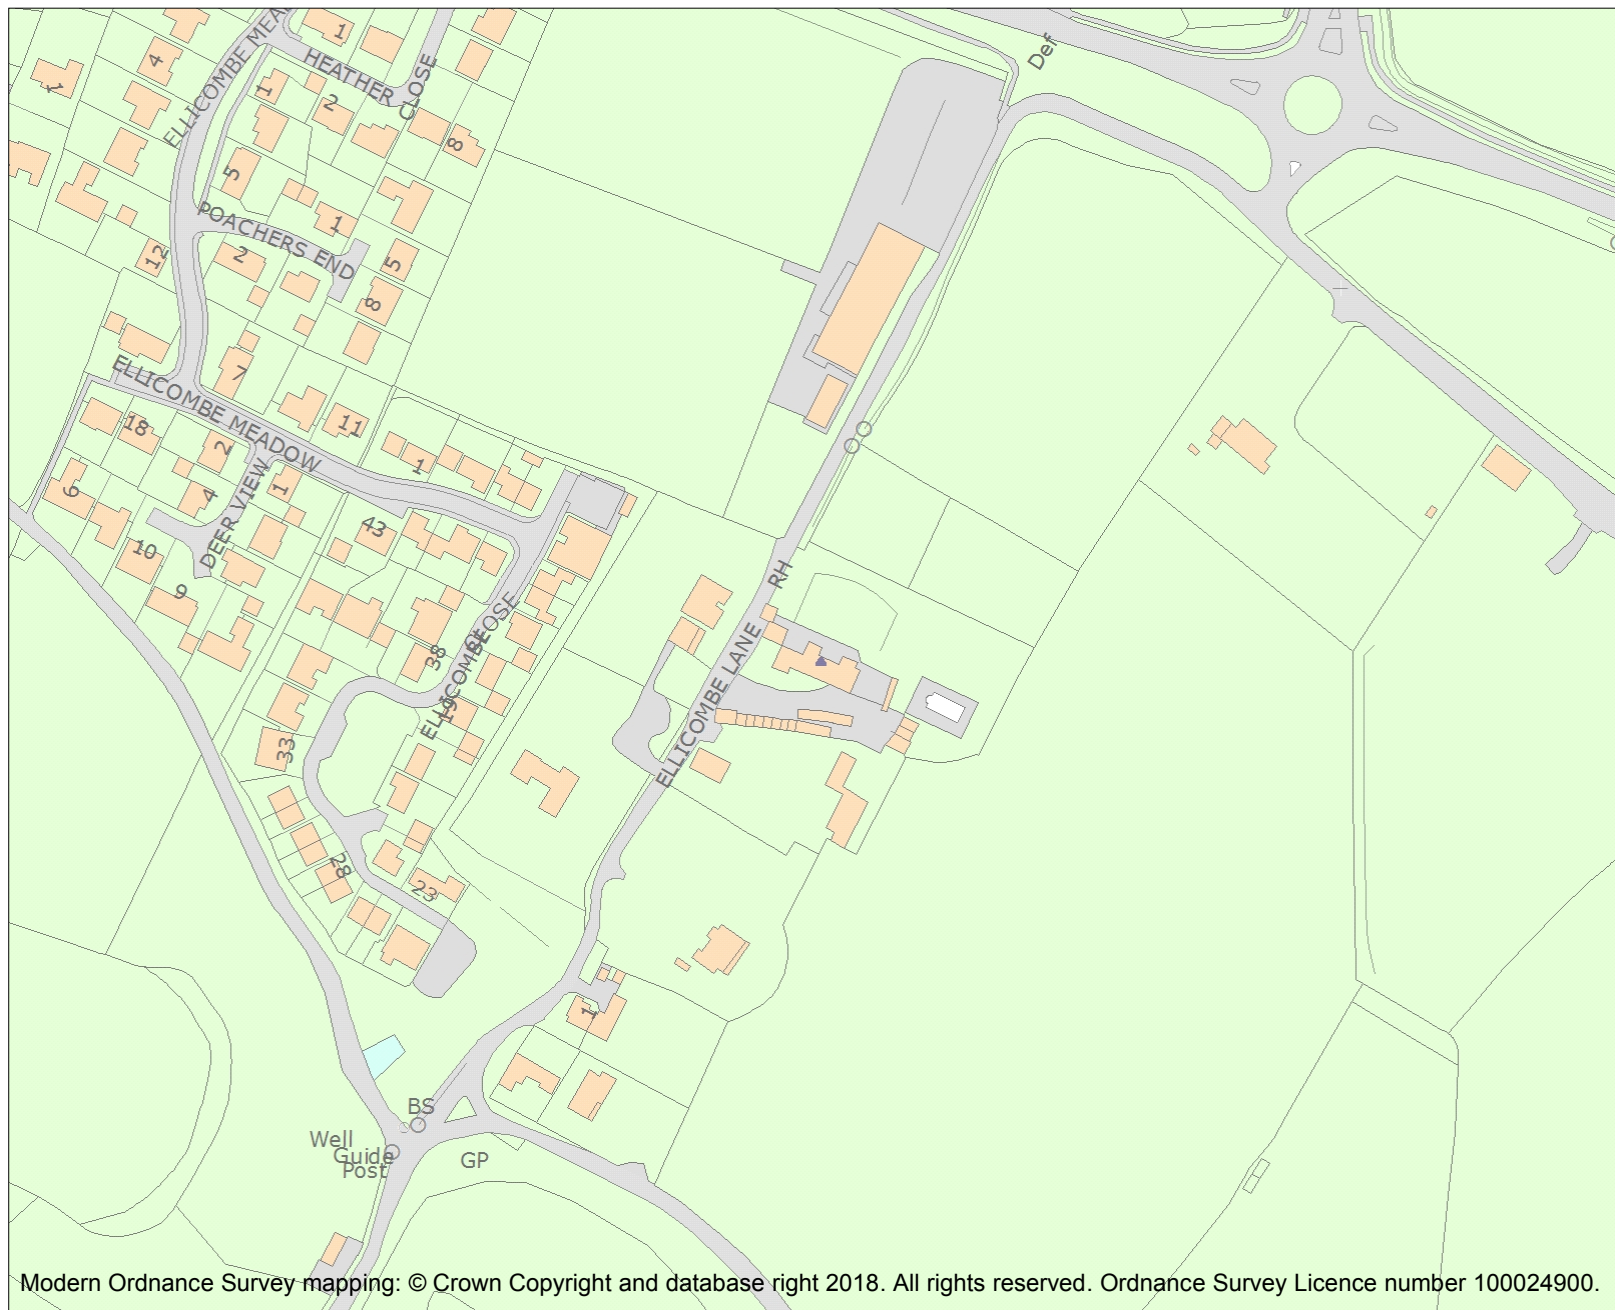 ELLICOMBE MEA
1
4
HEATHER
CLOSE
1
1
2
8
Def
5
POACHERS END
1
12
2
5
8
ELLICOMBE MEADOW
7
18
11
2
1
6
4
1
DEER VIEW
43
10
9
RH
ELLICOMBE LANE
38
ELLICOMBE
CLOSE
19
33
28
23
1
BS
Well
Guide
Post
GP
Modern Ordnance Survey mapping: © Crown Copyright and database right 2018. All rights reserved. Ordnance Survey Licence number 100024900.